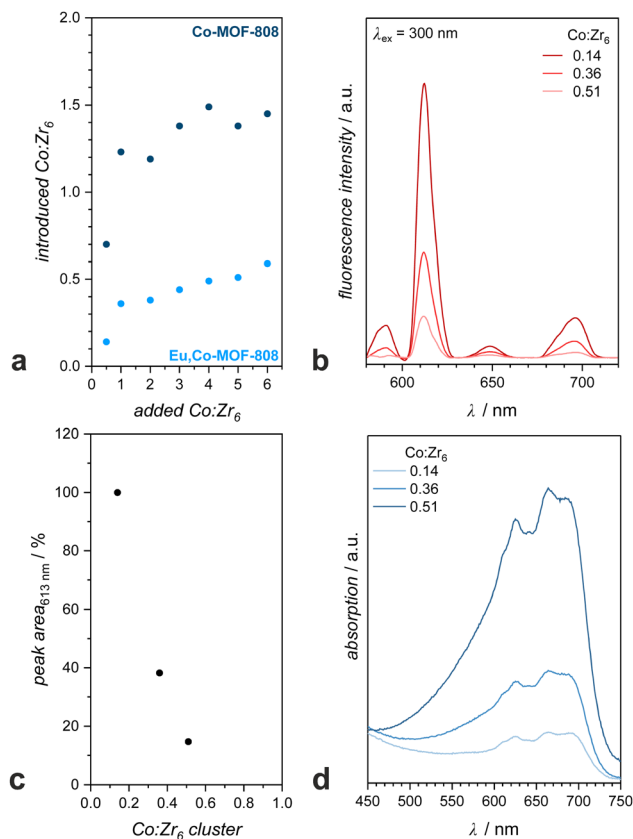 Co-MOF-808
2.0
1.5
1.0
0.5
0.0
introduced Co:Zr₆
Eu,Co-MOF-808
0 1 2 3 4 5 6
added Co:Zr₆
a
λex = 300 nm
Co:Zr₆
0.14
0.36
0.51
fluorescence intensity / a.u.
600 650 700
λ / nm
b
120
100
80
60
40
20
0
peak area613 nm / %
0.0 0.2 0.4 0.6 0.8 1.0
Co:Zr₆ cluster
c
Co:Zr₆
0.14
0.36
0.51
absorption / a.u.
450 500 550 600 650 700 750
λ / nm
d